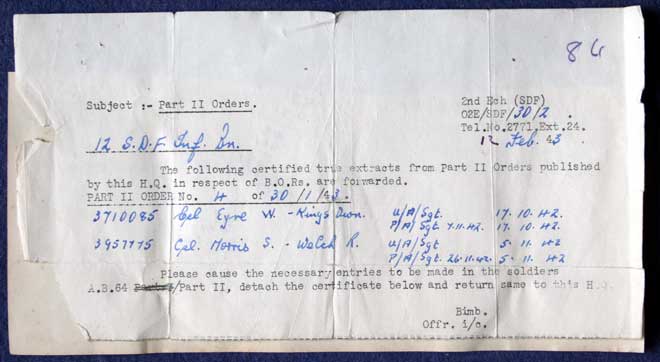 86
Subject :- Part II Orders.
2nd Ech (SDF)
O2E/SDF/30/2.
Tel.No.2771,Ext.24.
12 Feb. 43
12 S.D.F. Inf. Bn.
The following certified true extracts from Part II Orders published
by this H.Q. in respect of B.O.Rs. are forwarded.
PART II ORDER No. 4 of 30/1/43.
3710085 Cpl Eyre W. - Kings Own. U/A/Sgt. 17. 10. 42.
P/A/Sgt. 7.11.42. 17. 10. 42.
3957775 Cpl. Morris S. - Welch R. U/A/Sgt 5. 11. 42
P/A/Sgt. 26.11.42. 5. 11. 42.
Please cause the necessary entries to be made in the soldiers
A.B.64 Part I/Part II, detach the certificate below and return same to this H.Q.
Bimb.
Offr. i/c.